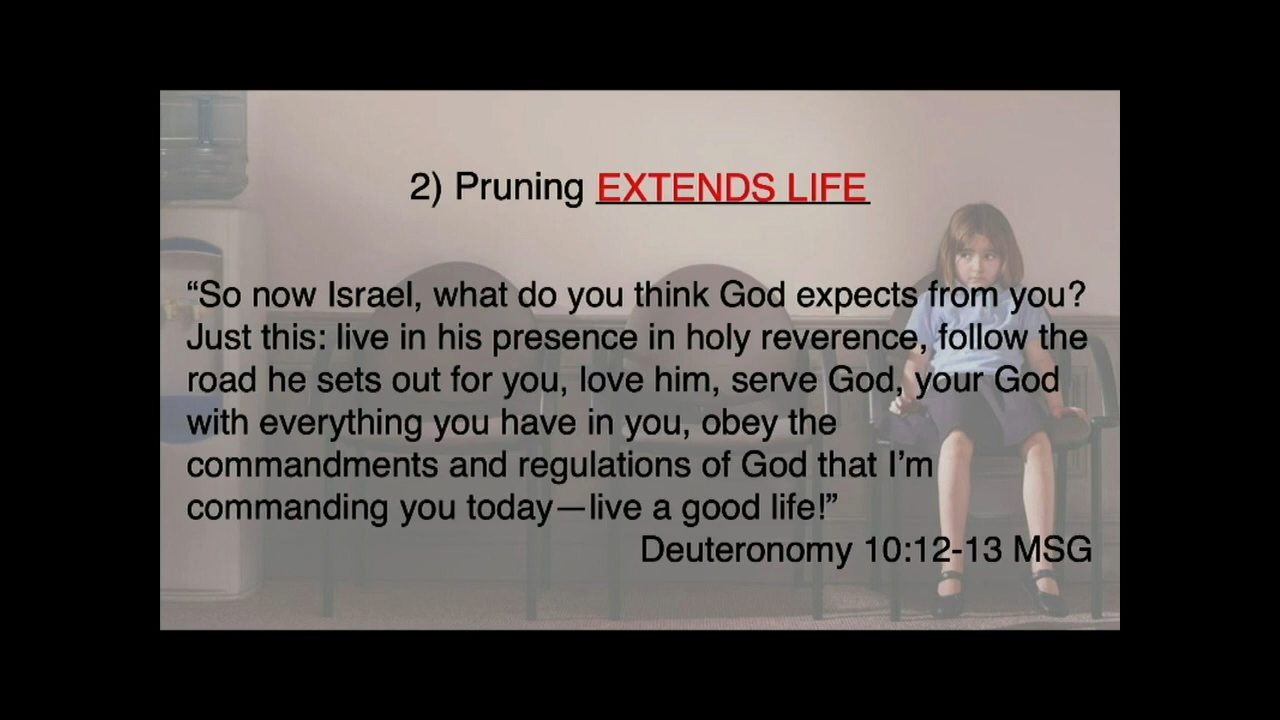 2) Pruning EXTENDS LIFE
“So now Israel, what do you think God expects from you?
Just this: live in his presence in holy reverence, follow the
road he sets out for you, love him, serve God, your God
with everything you have in you, obey the
commandments and regulations of God that I’m
commanding you today—live a good life!”
Deuteronomy 10:12-13 MSG